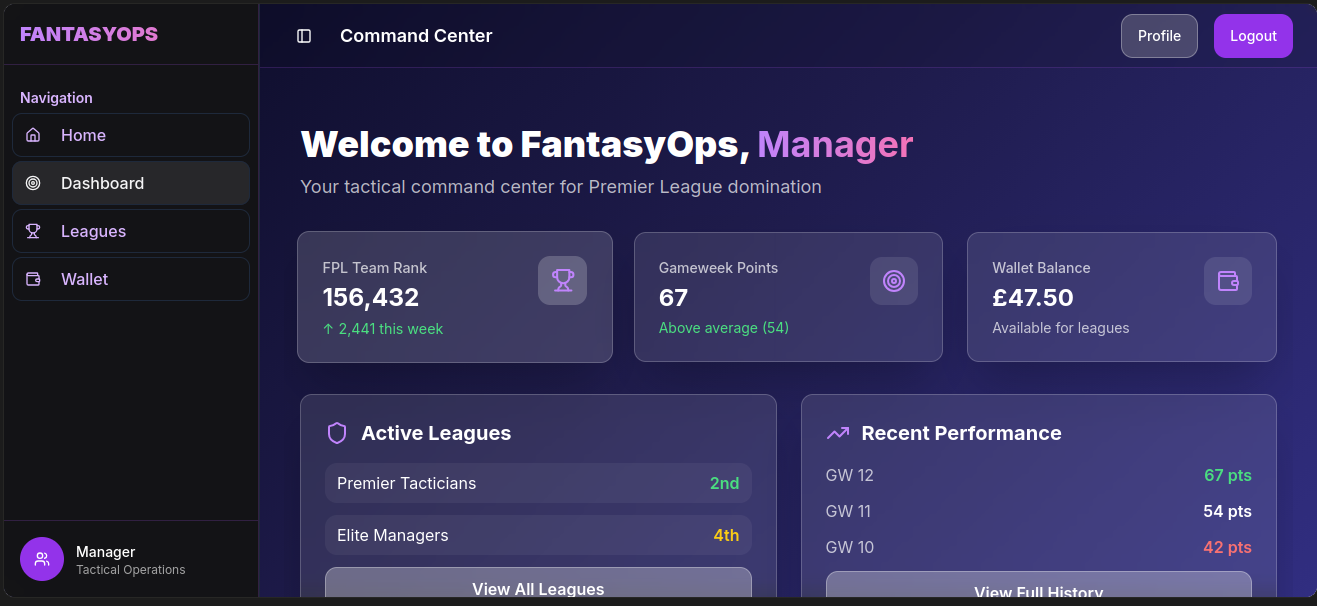 FANTASYOPS
Command Center
Profile
Logout
Navigation
Home
Dashboard
Leagues
Wallet
Manager
Tactical Operations
Welcome to FantasyOps, Manager
Your tactical command center for Premier League domination
FPL Team Rank
156,432
↑ 2,441 this week
Gameweek Points
67
Above average (54)
Wallet Balance
£47.50
Available for leagues
Active Leagues
Premier Tacticians 2nd
Elite Managers 4th
View All Leagues
Recent Performance
GW 12 67 pts
GW 11 54 pts
GW 10 42 pts
View Full History